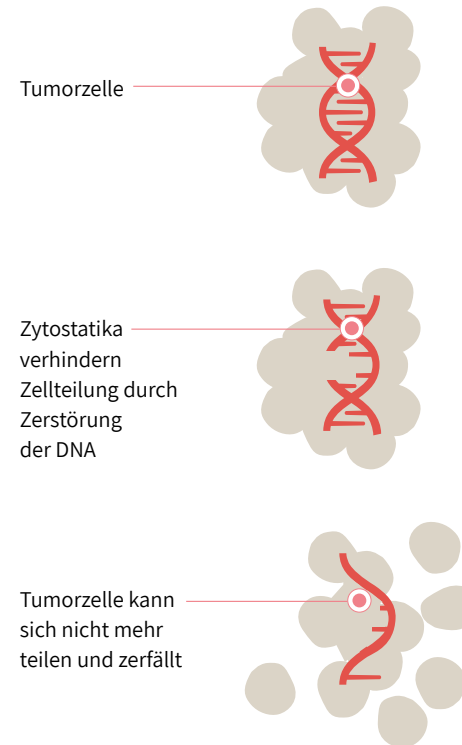 Tumorzelle
Zytostatika
verhindern
Zellteilung durch
Zerstörung
der DNA
Tumorzelle kann
sich nicht mehr
teilen und zerfällt